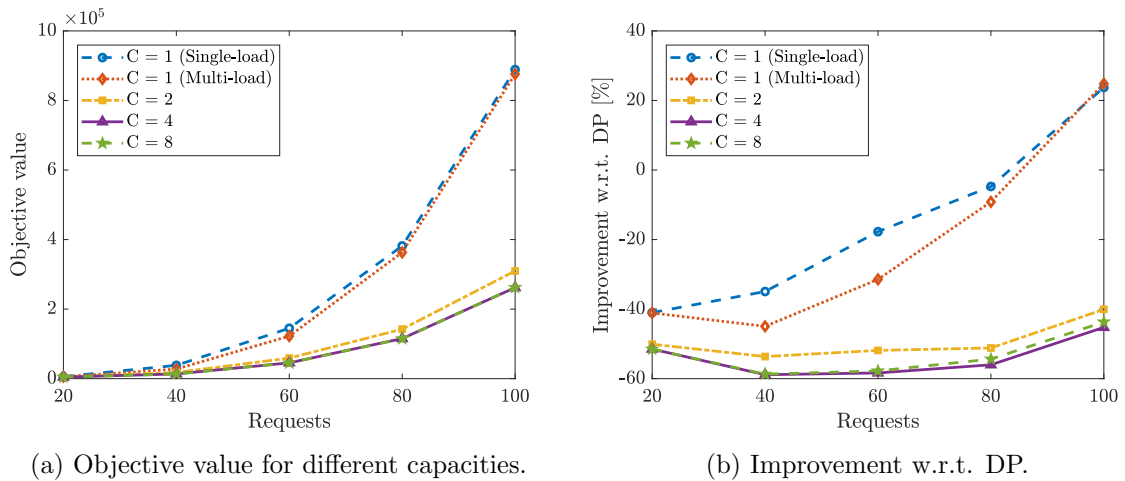 ×10⁵
10
8
6
4
2
0
Objective value
C = 1 (Single-load)
C = 1 (Multi-load)
C = 2
C = 4
C = 8
20 40 60 80 100
Requests
(a) Objective value for different capacities.
40
20
0
-20
-40
-60
Improvement w.r.t. DP [%]
C = 1 (Single-load)
C = 1 (Multi-load)
C = 2
C = 4
C = 8
20 40 60 80 100
Requests
(b) Improvement w.r.t. DP.